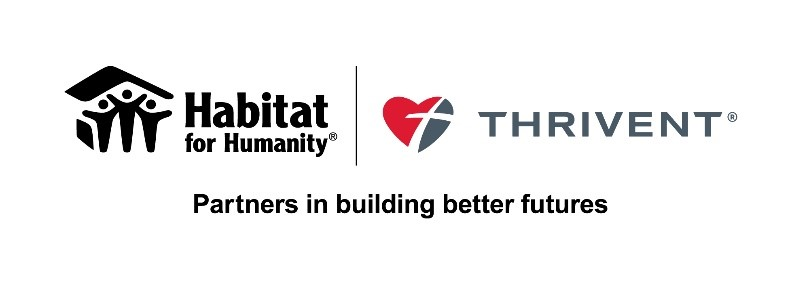 Habitat
for Humanity®
THRIVENT®
Partners in building better futures